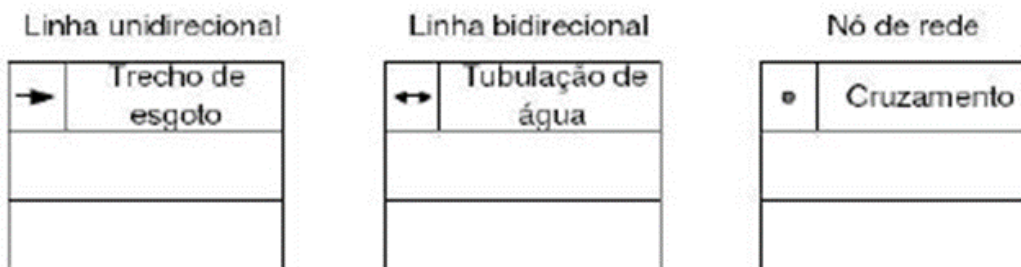 Linha unidirecional
Trecho de
esgoto
Linha bidirecional
Tubulação de
água
Nó de rede
Cruzamento